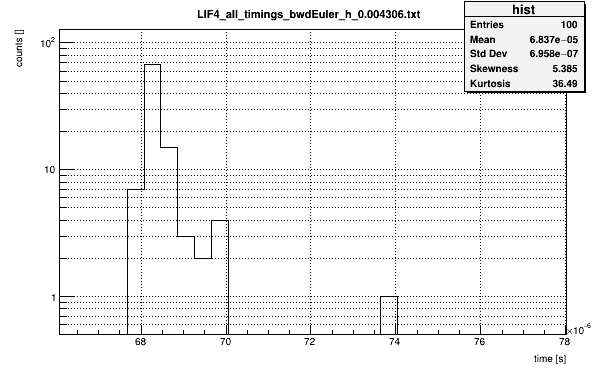 LIF4_all_timings_bwdEuler_h_0.004306.txt
hist
Entries 100
Mean 6.837e−05
Std Dev 6.958e−07
Skewness 5.385
Kurtosis 36.49
counts []
10²
10
1
68 70 72 74 76 78
×10⁻⁶
time [s]